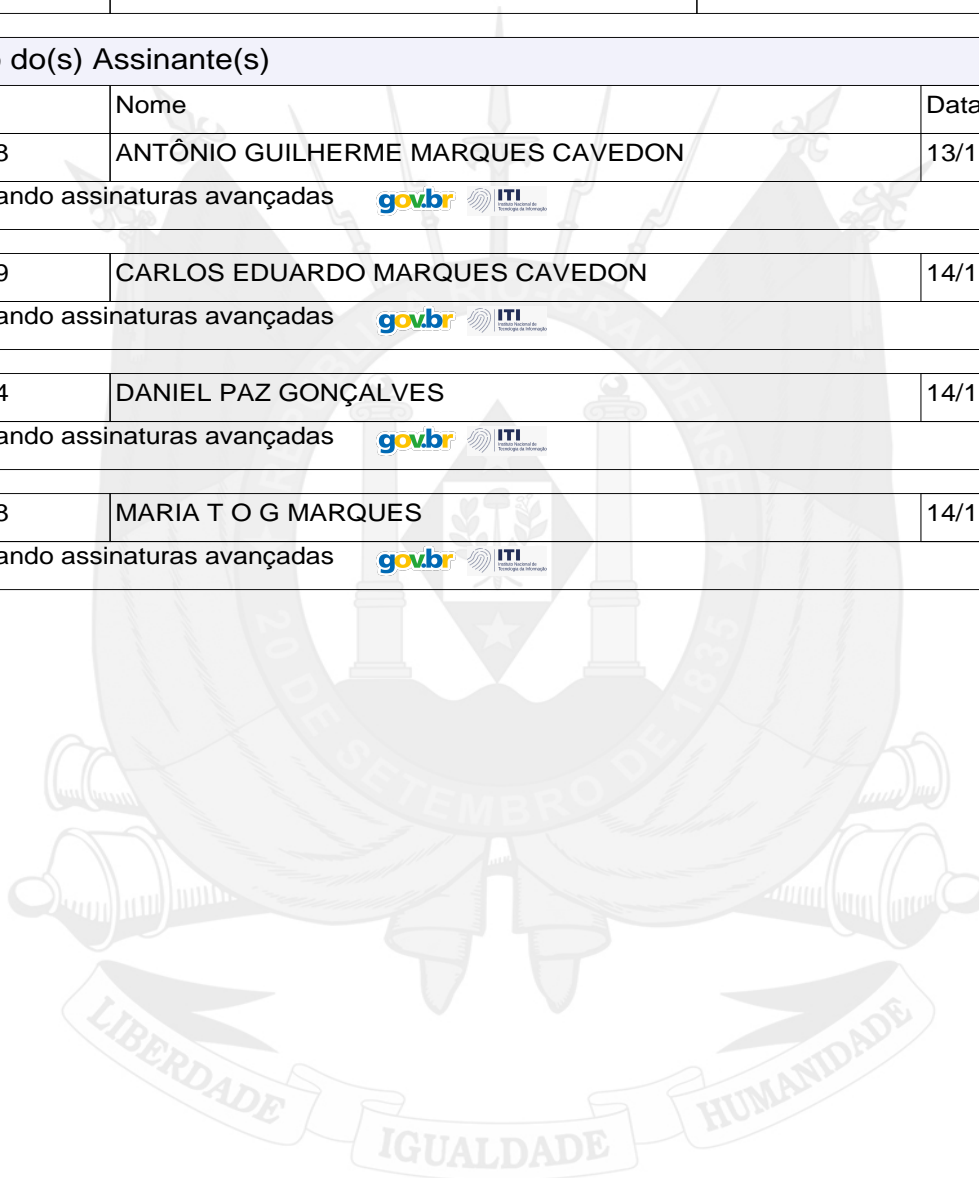 do(s) Assinante(s)
Nome Data
3 ANTÔNIO GUILHERME MARQUES CAVEDON 13/1
ando assinaturas avançadas gov.br ITI
9 CARLOS EDUARDO MARQUES CAVEDON 14/1
ando assinaturas avançadas gov.br ITI
4 DANIEL PAZ GONÇALVES 14/1
ando assinaturas avançadas gov.br ITI
3 MARIA T O G MARQUES 14/1
ando assinaturas avançadas gov.br ITI
20 DE SETEMBRO DE 1835
LIBERDADE IGUALDADE HUMANIDADE